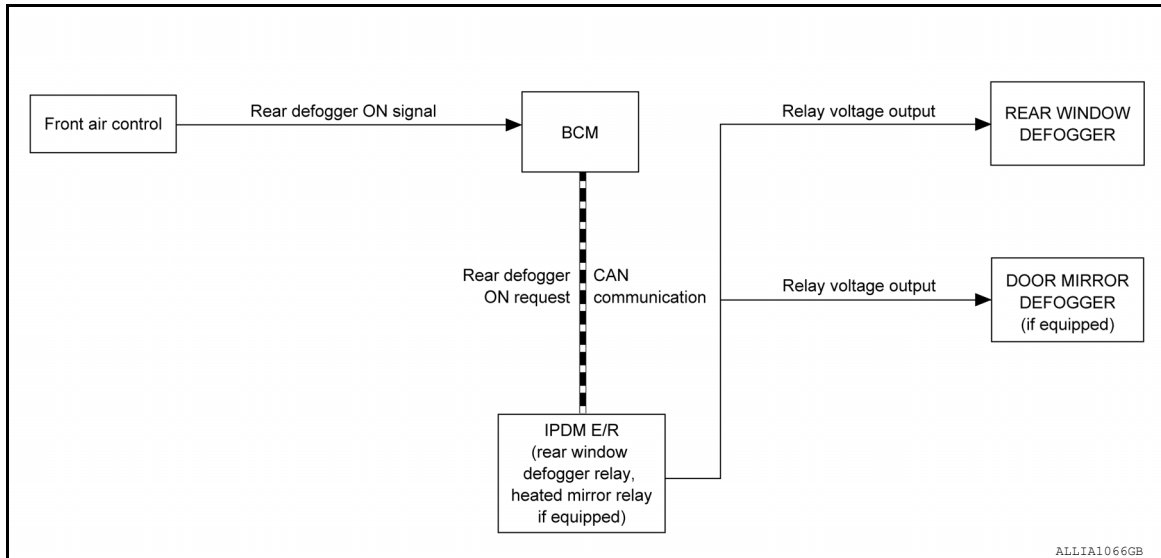 Front air control
Rear defogger ON signal
BCM
Relay voltage output
REAR WINDOW
DEFOGGER
Rear defogger
ON request
CAN
communication
Relay voltage output
DOOR MIRROR
DEFOGGER
(if equipped)
IPDM E/R
(rear window
defogger relay,
heated mirror relay
if equipped)
ALLIA1066GB